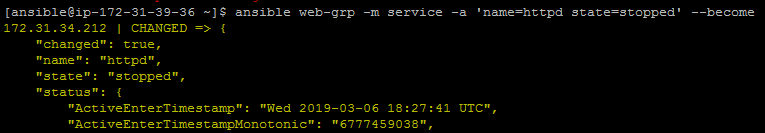 [ansible@ip-172-31-39-36 ~]$ ansible web-grp -m service -a 'name=httpd state=stopped' --become
172.31.34.212 | CHANGED => {
    "changed": true,
    "name": "httpd",
    "state": "stopped",
    "status": {
        "ActiveEnterTimestamp": "Wed 2019-03-06 18:27:41 UTC",
        "ActiveEnterTimestampMonotonic": "6777459038",